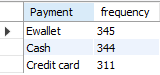 Payment frequency
Ewallet 345
Cash 344
Credit card 311